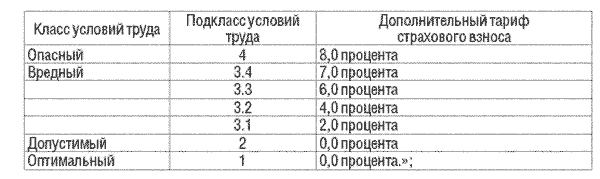 Класс условий труда Подкласс условий труда Дополнительный тариф страхового взноса
Опасный 4 8,0 процента
Вредный 3.4 7,0 процента
3.3 6,0 процента
3.2 4,0 процента
3.1 2,0 процента
Допустимый 2 0,0 процента
Оптимальный 1 0,0 процента.»;